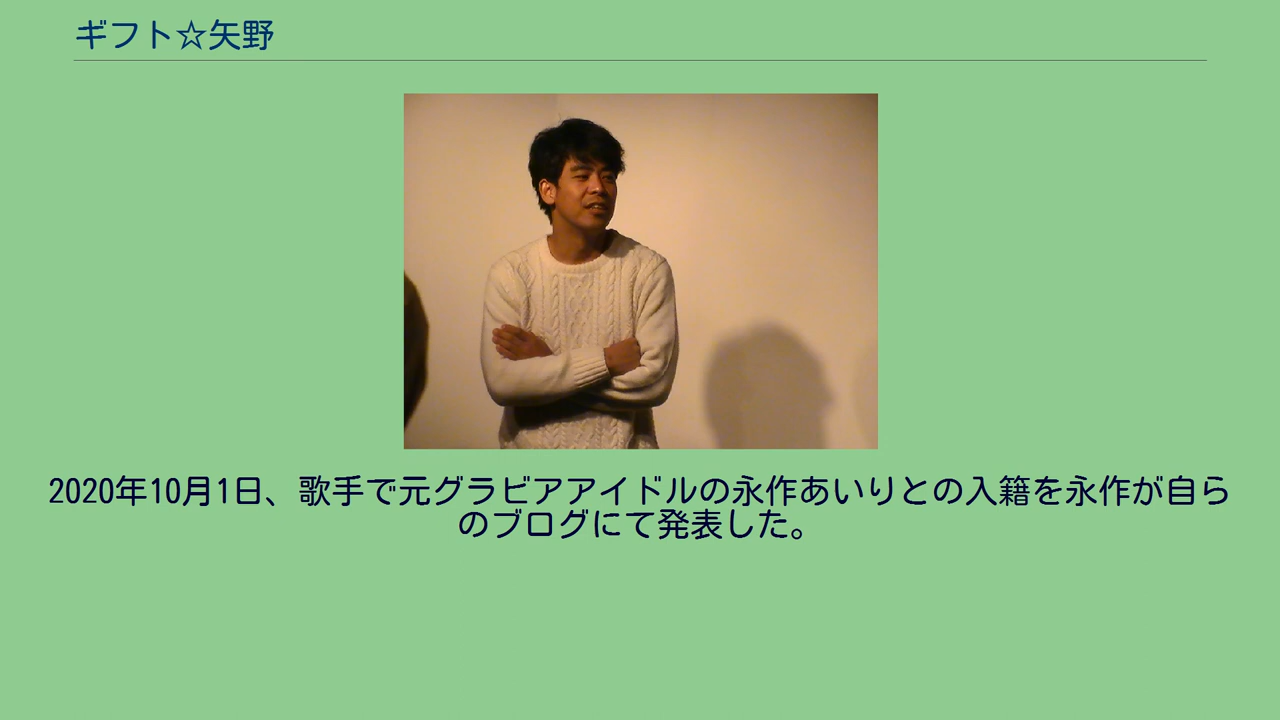 ギフト☆矢野
2020年10月1日、歌手で元グラビアアイドルの永作あいりとの入籍を永作が自ら
のブログにて発表した。